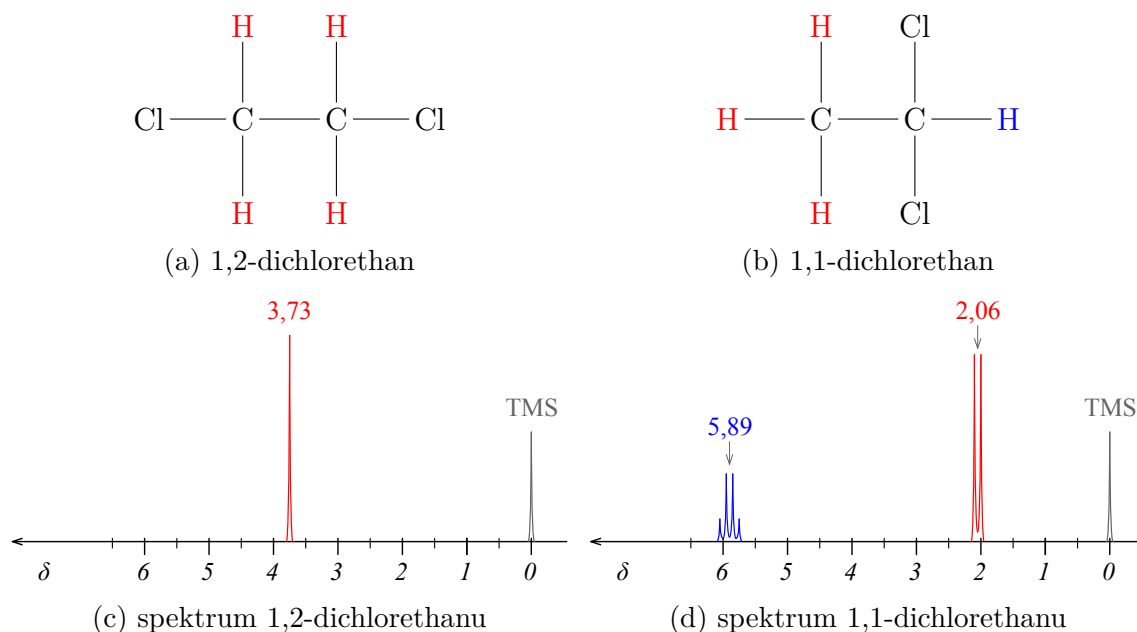 H H
Cl C C Cl
H H
(a) 1,2-dichlorethan
H Cl
H C C H
H Cl
(b) 1,1-dichlorethan
3,73
TMS
δ 6 5 4 3 2 1 0
(c) spektrum 1,2-dichlorethanu
2,06
TMS
5,89
δ 6 5 4 3 2 1 0
(d) spektrum 1,1-dichlorethanu